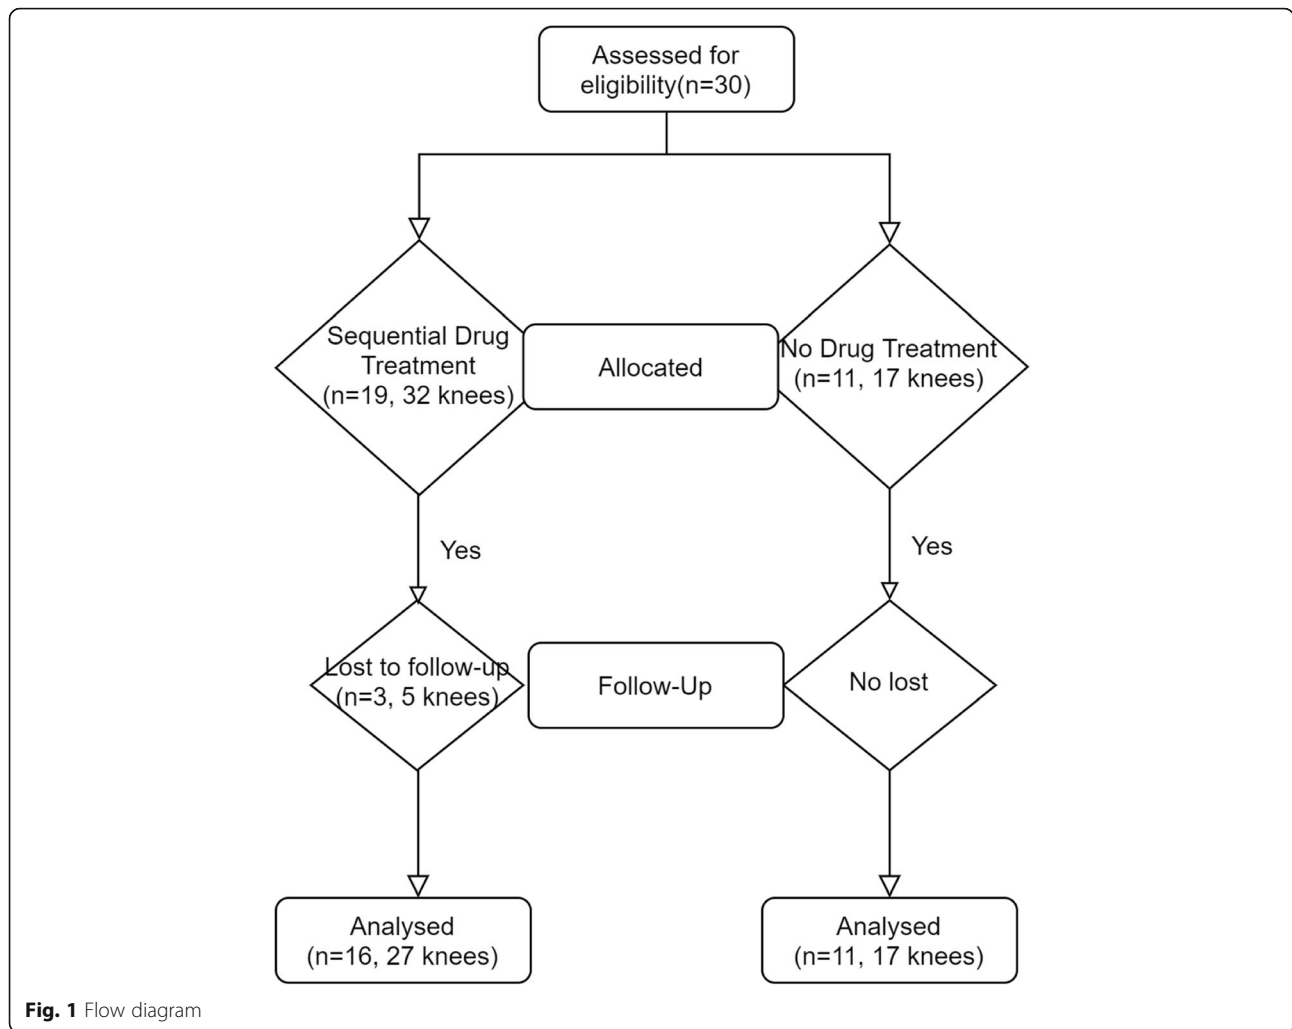 Assessed for
eligibility(n=30)
Sequential Drug
Treatment
(n=19, 32 knees)
Allocated
No Drug Treatment
(n=11, 17 knees)
Yes
Yes
Lost to follow-up
(n=3, 5 knees)
Follow-Up
No lost
Analysed
(n=16, 27 knees)
Analysed
(n=11, 17 knees)
Fig. 1 Flow diagram